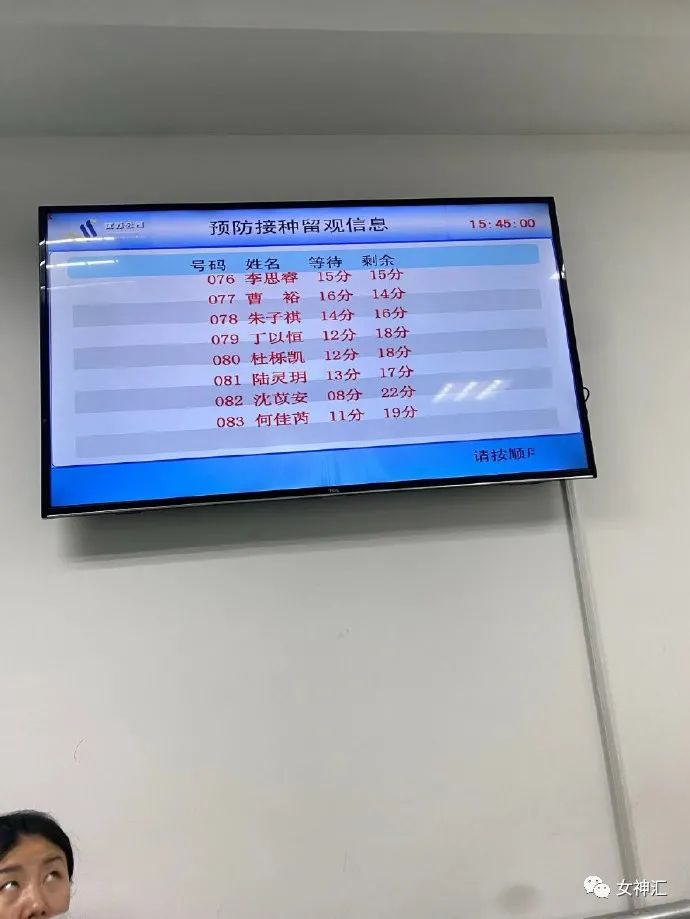 预防接种留观信息 15:45:00
号码 姓名 等待 剩余
076 李思睿 15分 15分
077 曹 裕 16分 14分
078 朱子祺 14分 16分
079 丁以恒 12分 18分
080 杜栎凯 12分 18分
081 陆灵玥 13分 17分
082 沈苡安 08分 22分
083 何佳芮 11分 19分
请按顺
TCL
女神汇